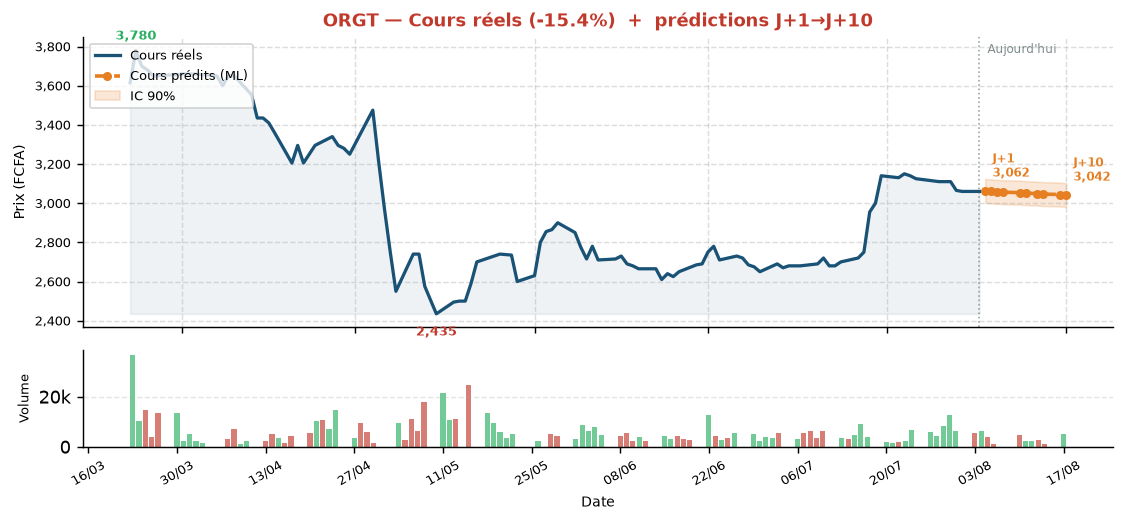 ORGT — Cours réels (-15.4%)  +  prédictions J+1→J+10
3,780
Cours réels
Cours prédits (ML)
IC 90%
Aujourd'hui
J+1
3,062
J+10
3,042
2,435
Prix (FCFA)
3,800
3,600
3,400
3,200
3,000
2,800
2,600
2,400
Volume
20k
0
16/03
30/03
13/04
27/04
11/05
25/05
08/06
22/06
06/07
20/07
03/08
17/08
Date